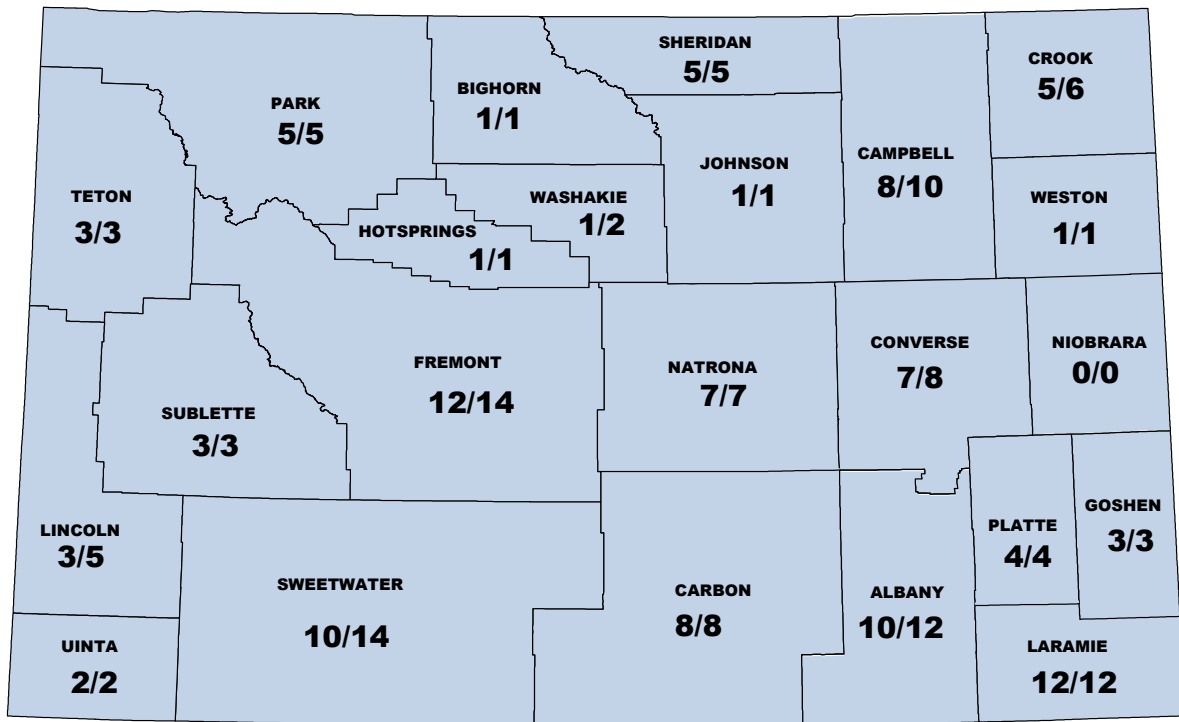 SHERIDAN
5/5
CROOK
5/6
BIGHORN
1/1
PARK
5/5
CAMPBELL
8/10
JOHNSON
1/1
TETON
3/3
WASHAKIE
1/2
WESTON
1/1
HOTSPRINGS
1/1
FREMONT
12/14
NATRONA
7/7
CONVERSE
7/8
NIOBRARA
0/0
SUBLETTE
3/3
LINCOLN
3/5
PLATTE
4/4
GOSHEN
3/3
SWEETWATER
10/14
CARBON
8/8
ALBANY
10/12
UINTA
2/2
LARAMIE
12/12